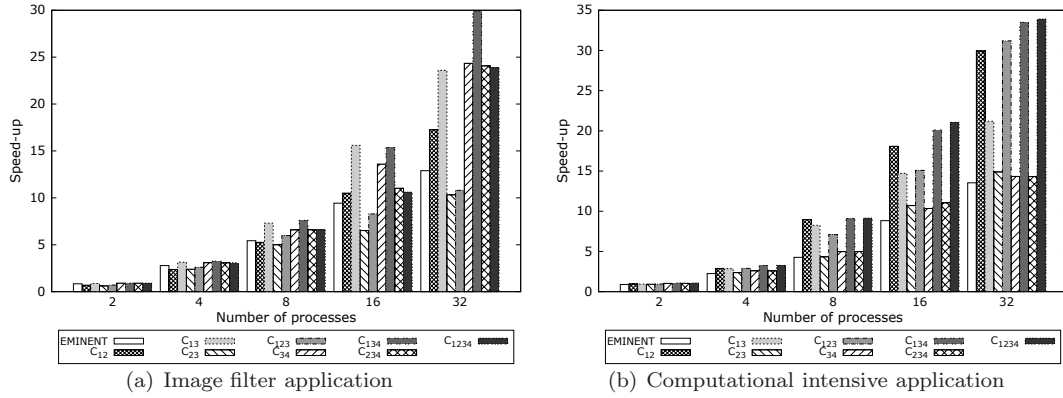 30
25
20
15
10
5
0
Speed-up
2 4 8 16 32
Number of processes
EMINENT C13 C123 C134 C1234
C12 C23 C34 C234
(a) Image filter application
35
30
25
20
15
10
5
0
Speed-up
2 4 8 16 32
Number of processes
EMINENT C13 C123 C134 C1234
C12 C23 C34 C234
(b) Computational intensive application